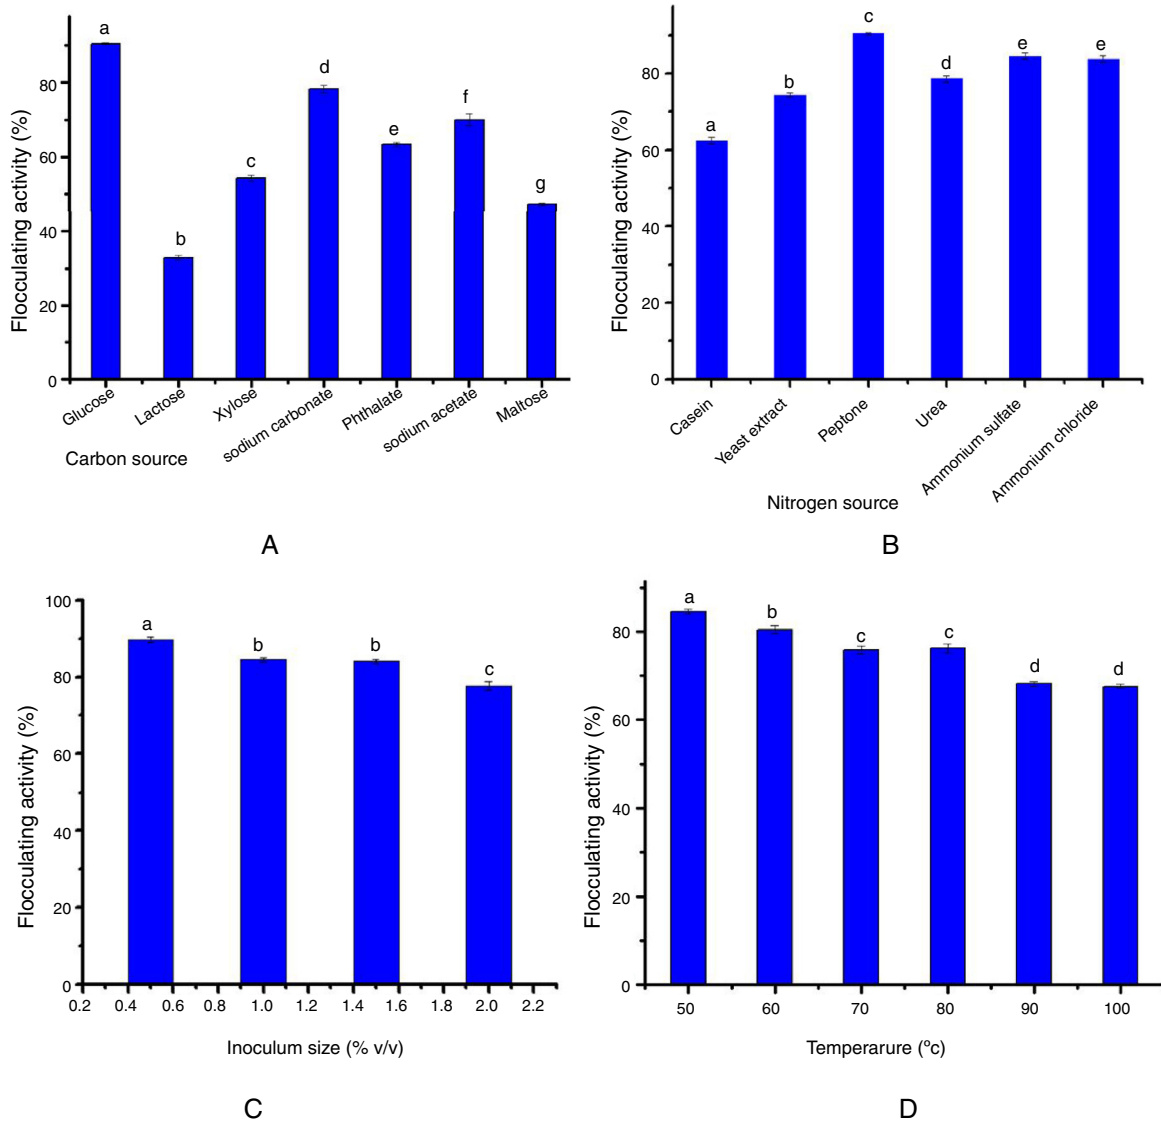 a
b
c
d
e
f
g
80
60
40
20
0
Flocculating activity (%)
Glucose
Lactose
Xylose
sodium carbonate
Phthalate
sodium acetate
Maltose
Carbon source
A
a
b
c
d
e
e
80
60
40
20
0
Flocculating activity (%)
Casein
Yeast extract
Peptone
Urea
Ammonium sulfate
Ammonium chloride
Nitrogen source
B
a
b
b
c
100
80
60
40
20
0
Flocculating activity (%)
0.2 0.4 0.6 0.8 1.0 1.2 1.4 1.6 1.8 2.0 2.2
Inoculum size (% v/v)
C
a
b
c
c
d
d
80
60
40
20
0
Flocculating activity (%)
50 60 70 80 90 100
Temperarure (ºc)
D